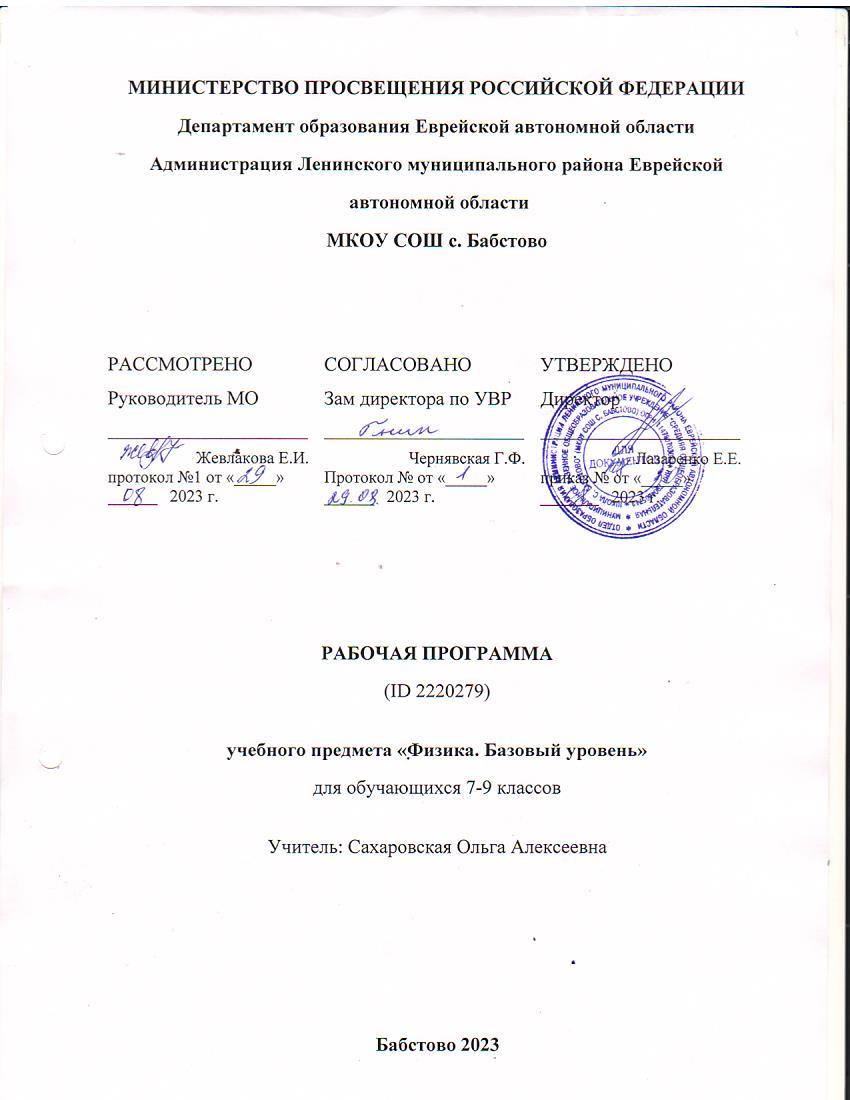 МИНИСТЕРСТВО ПРОСВЕЩЕНИЯ РОССИЙСКОЙ ФЕДЕРАЦИИ
Департамент образования Еврейской автономной области
Администрация Ленинского муниципального района Еврейской
автономной области
МКОУ СОШ с. Бабстово
РАССМОТРЕНО
Руководитель МО
Жевлакова Е.И.
протокол №1 от «29»
08 2023 г.
СОГЛАСОВАНО
Зам директора по УВР
Чернявская Г.Ф.
Протокол № от «1»
29.08 2023 г.
УТВЕРЖДЕНО
Директор
Лазаренко Е.Е.
приказ № от « »
2023 г.
ДЛЯ
ДОКУМЕНТОВ
РАБОЧАЯ ПРОГРАММА
(ID 2220279)
учебного предмета «Физика. Базовый уровень»
для обучающихся 7-9 классов
Учитель: Сахаровская Ольга Алексеевна
Бабстово 2023